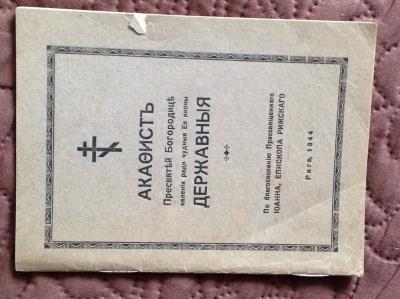 АКАѲИСТЪ
Пресвятѣй Богородицѣ
явленія ради чудныя Ея иконы
ДЕРЖАВНЫЯ
По благословенію Преосвященнаго
ІОАННА, ЕПИСКОПА РИЖСКАГО
Рига, 1944